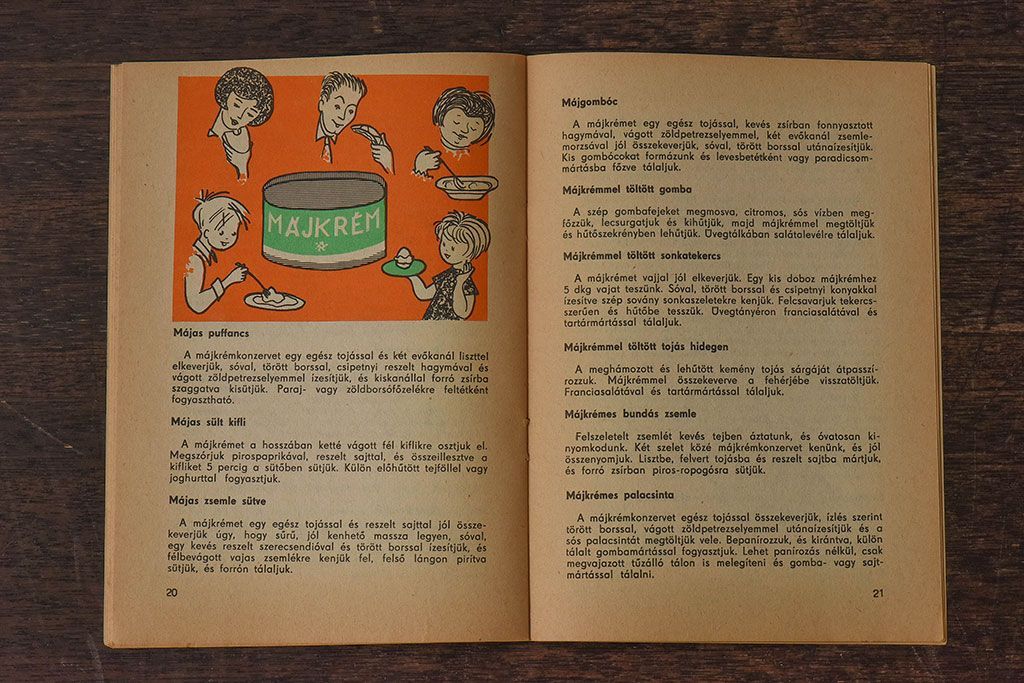 MÁJKRÉM
Májas puffancs
A májkrémkonzervet egy egész tojással és két evőkanál liszttel
elkeverjük, sóval, törött borssal, csipetnyi reszelt hagymával és
vágott zöldpetrezselyemmel ízesítjük, és kiskanállal forró zsírba
szaggatva kisütjük. Paraj- vagy zöldborsófőzelékre feltétként
fogyasztható.
Májas sült kifli
A májkrémet a hosszában ketté vágott fél kiflikre osztjuk el.
Megszórjuk pirospaprikával, reszelt sajttal, és összeillesztve a
kifliket 5 percig a sütőben sütjük. Külön előhűtött tejföllel vagy
joghurttal fogyasztjuk.
Májas zsemle sütve
A májkrémet egy egész tojással és reszelt sajttal jól össze-
keverjük úgy, hogy sűrű, jól kenhető massza legyen, sóval,
egy kevés reszelt szerecsendióval és törött borssal ízesítjük, és
félbevágott vajas zsemlékre kenjük fel, felső lángon pirítva
sütjük, és forrón tálaljuk.
20
Májgombóc
A májkrémet egy egész tojással, kevés zsírban fonnyasztott
hagymával, vágott zöldpetrezselyemmel, két evőkanál zsemle-
morzsával jól összekeverjük, sóval, törött borssal utánaízesítjük.
Kis gombócokat formázunk és levesbetétként vagy paradicsom-
mártásba főzve tálaljuk.
Májkrémmel töltött gomba
A szép gombafejeket megmosva, citromos, sós vízben meg-
főzzük, lecsurgatjuk és kihűtjük, majd májkrémmel megtöltjük
és hűtőszekrényben lehűtjük. Üvegtálkában salátalevélre tálaljuk.
Májkrémmel töltött sonkatekercs
A májkrémet vajjal jól elkeverjük. Egy kis doboz májkrémhez
5 dkg vajat teszünk. Sóval, törött borssal és csipetnyi konyakkal
ízesítve szép sovány sonkaszeletekre kenjük. Felcsavarjuk tekercs-
szerűen és hűtőbe tesszük. Üvegtányéron franciasalátával és
tartármártással tálaljuk.
Májkrémmel töltött tojás hidegen
A meghámozott és lehűtött kemény tojás sárgáját átpasszí-
rozzuk. Májkrémmel összekeverve a fehérjébe visszatöltjük.
Franciasalátával és tartármártással tálaljuk.
Májkrémes bundás zsemle
Felszeletelt zsemlét kevés tejben áztatunk, és óvatosan ki-
nyomkodunk. Két szelet közé májkrémkonzervet kenünk, és jól
összenyomjuk. Lisztbe, felvert tojásba és reszelt sajtba mártjuk,
és forró zsírban piros-ropogósra sütjük.
Májkrémes palacsinta
A májkrémkonzervet egész tojással összekeverjük, ízlés szerint
törött borssal, vágott zöldpetrezselyemmel utánaízesítjük és a
sós palacsintát megtöltjük vele. Bepanírozzuk, és kirántva, külön
tálalt gombamártással fogyasztjuk. Lehet panírozás nélkül, csak
megvajazott tűzálló tálon is melegíteni és gomba- vagy sajt-
mártással tálalni.
21